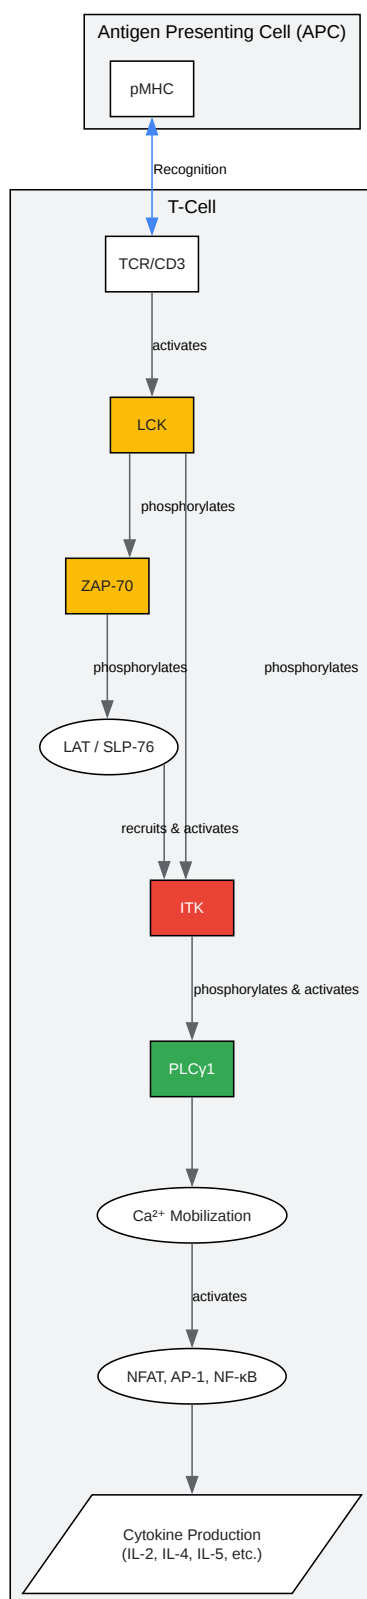 Antigen Presenting Cell (APC)
pMHC
Recognition
T-Cell
TCR/CD3
activates
LCK
phosphorylates
ZAP-70
phosphorylates
phosphorylates
LAT / SLP-76
recruits & activates
ITK
phosphorylates & activates
PLCγ1
Ca²⁺ Mobilization
activates
NFAT, AP-1, NF-κB
Cytokine Production
(IL-2, IL-4, IL-5, etc.)